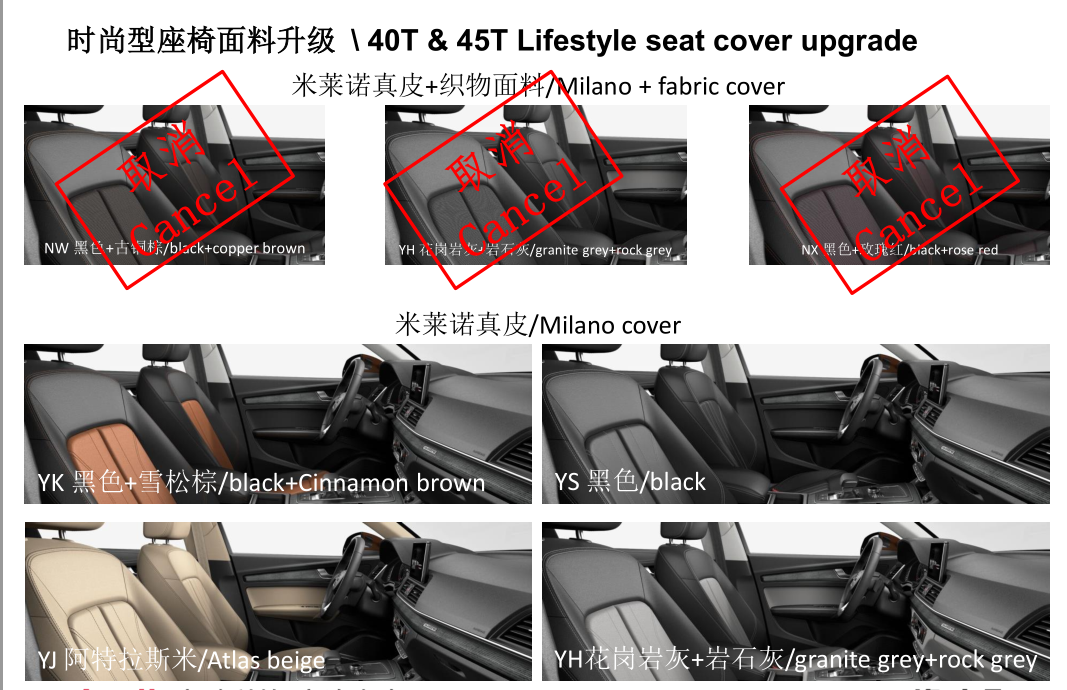 时尚型座椅面料升级 \ 40T & 45T Lifestyle seat cover upgrade
米莱诺真皮+织物面料/Milano + fabric cover
取消
Cancel
NW 黑色+古铜棕/black+copper brown
取消
Cancel
YH 花岗岩灰+岩石灰/granite grey+rock grey
取消
Cancel
NX 黑色+玫瑰红/black+rose red
米莱诺真皮/Milano cover
YK 黑色+雪松棕/black+Cinnamon brown
YS 黑色/black
YJ 阿特拉斯米/Atlas beige
YH花岗岩灰+岩石灰/granite grey+rock grey